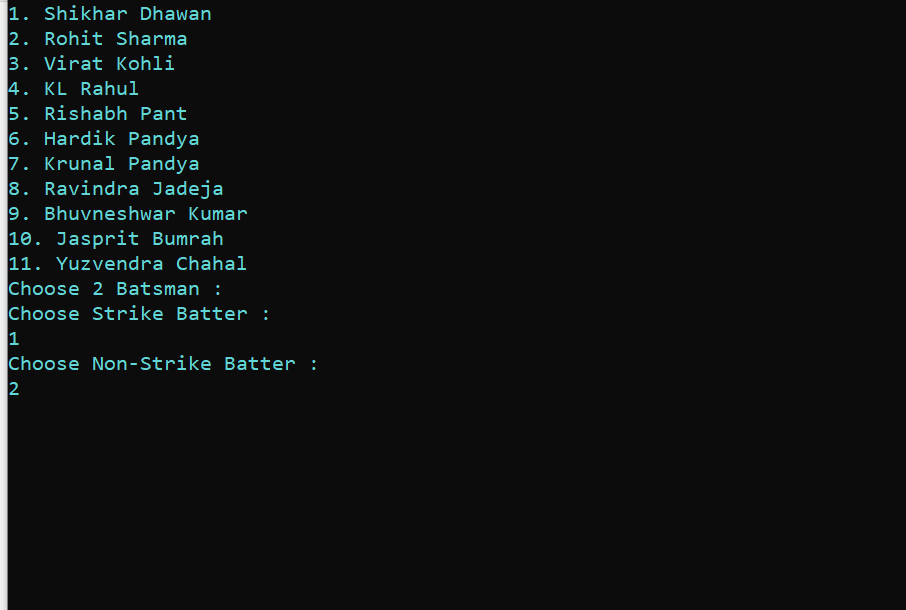 1. Shikhar Dhawan
2. Rohit Sharma
3. Virat Kohli
4. KL Rahul
5. Rishabh Pant
6. Hardik Pandya
7. Krunal Pandya
8. Ravindra Jadeja
9. Bhuvneshwar Kumar
10. Jasprit Bumrah
11. Yuzvendra Chahal
Choose 2 Batsman :
Choose Strike Batter :
1
Choose Non-Strike Batter :
2